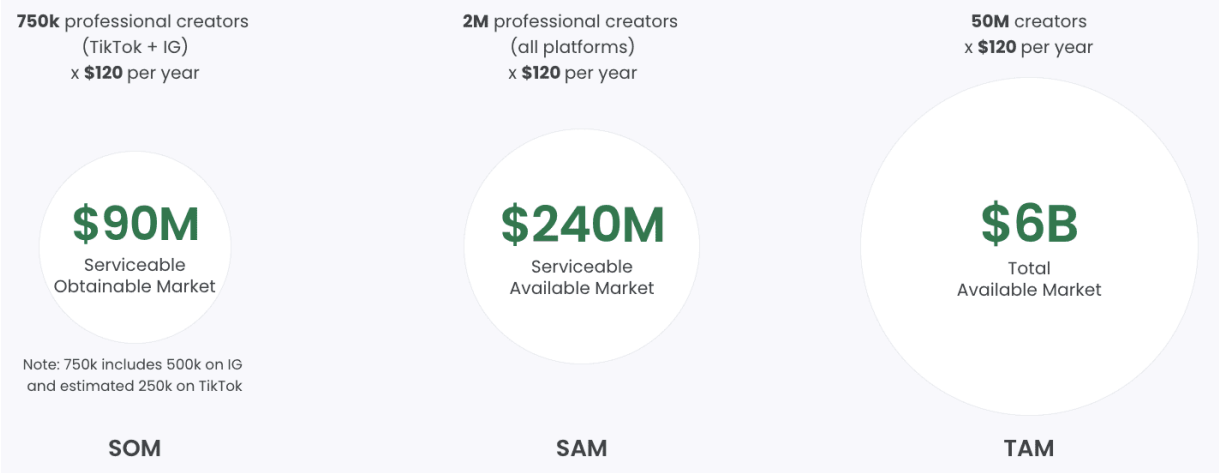 750k professional creators
(TikTok + IG)
x $120 per year
$90M
Serviceable
Obtainable Market
Note: 750k includes 500k on IG
and estimated 250k on TikTok
SOM
2M professional creators
(all platforms)
x $120 per year
$240M
Serviceable
Available Market
SAM
50M creators
x $120 per year
$6B
Total
Available Market
TAM